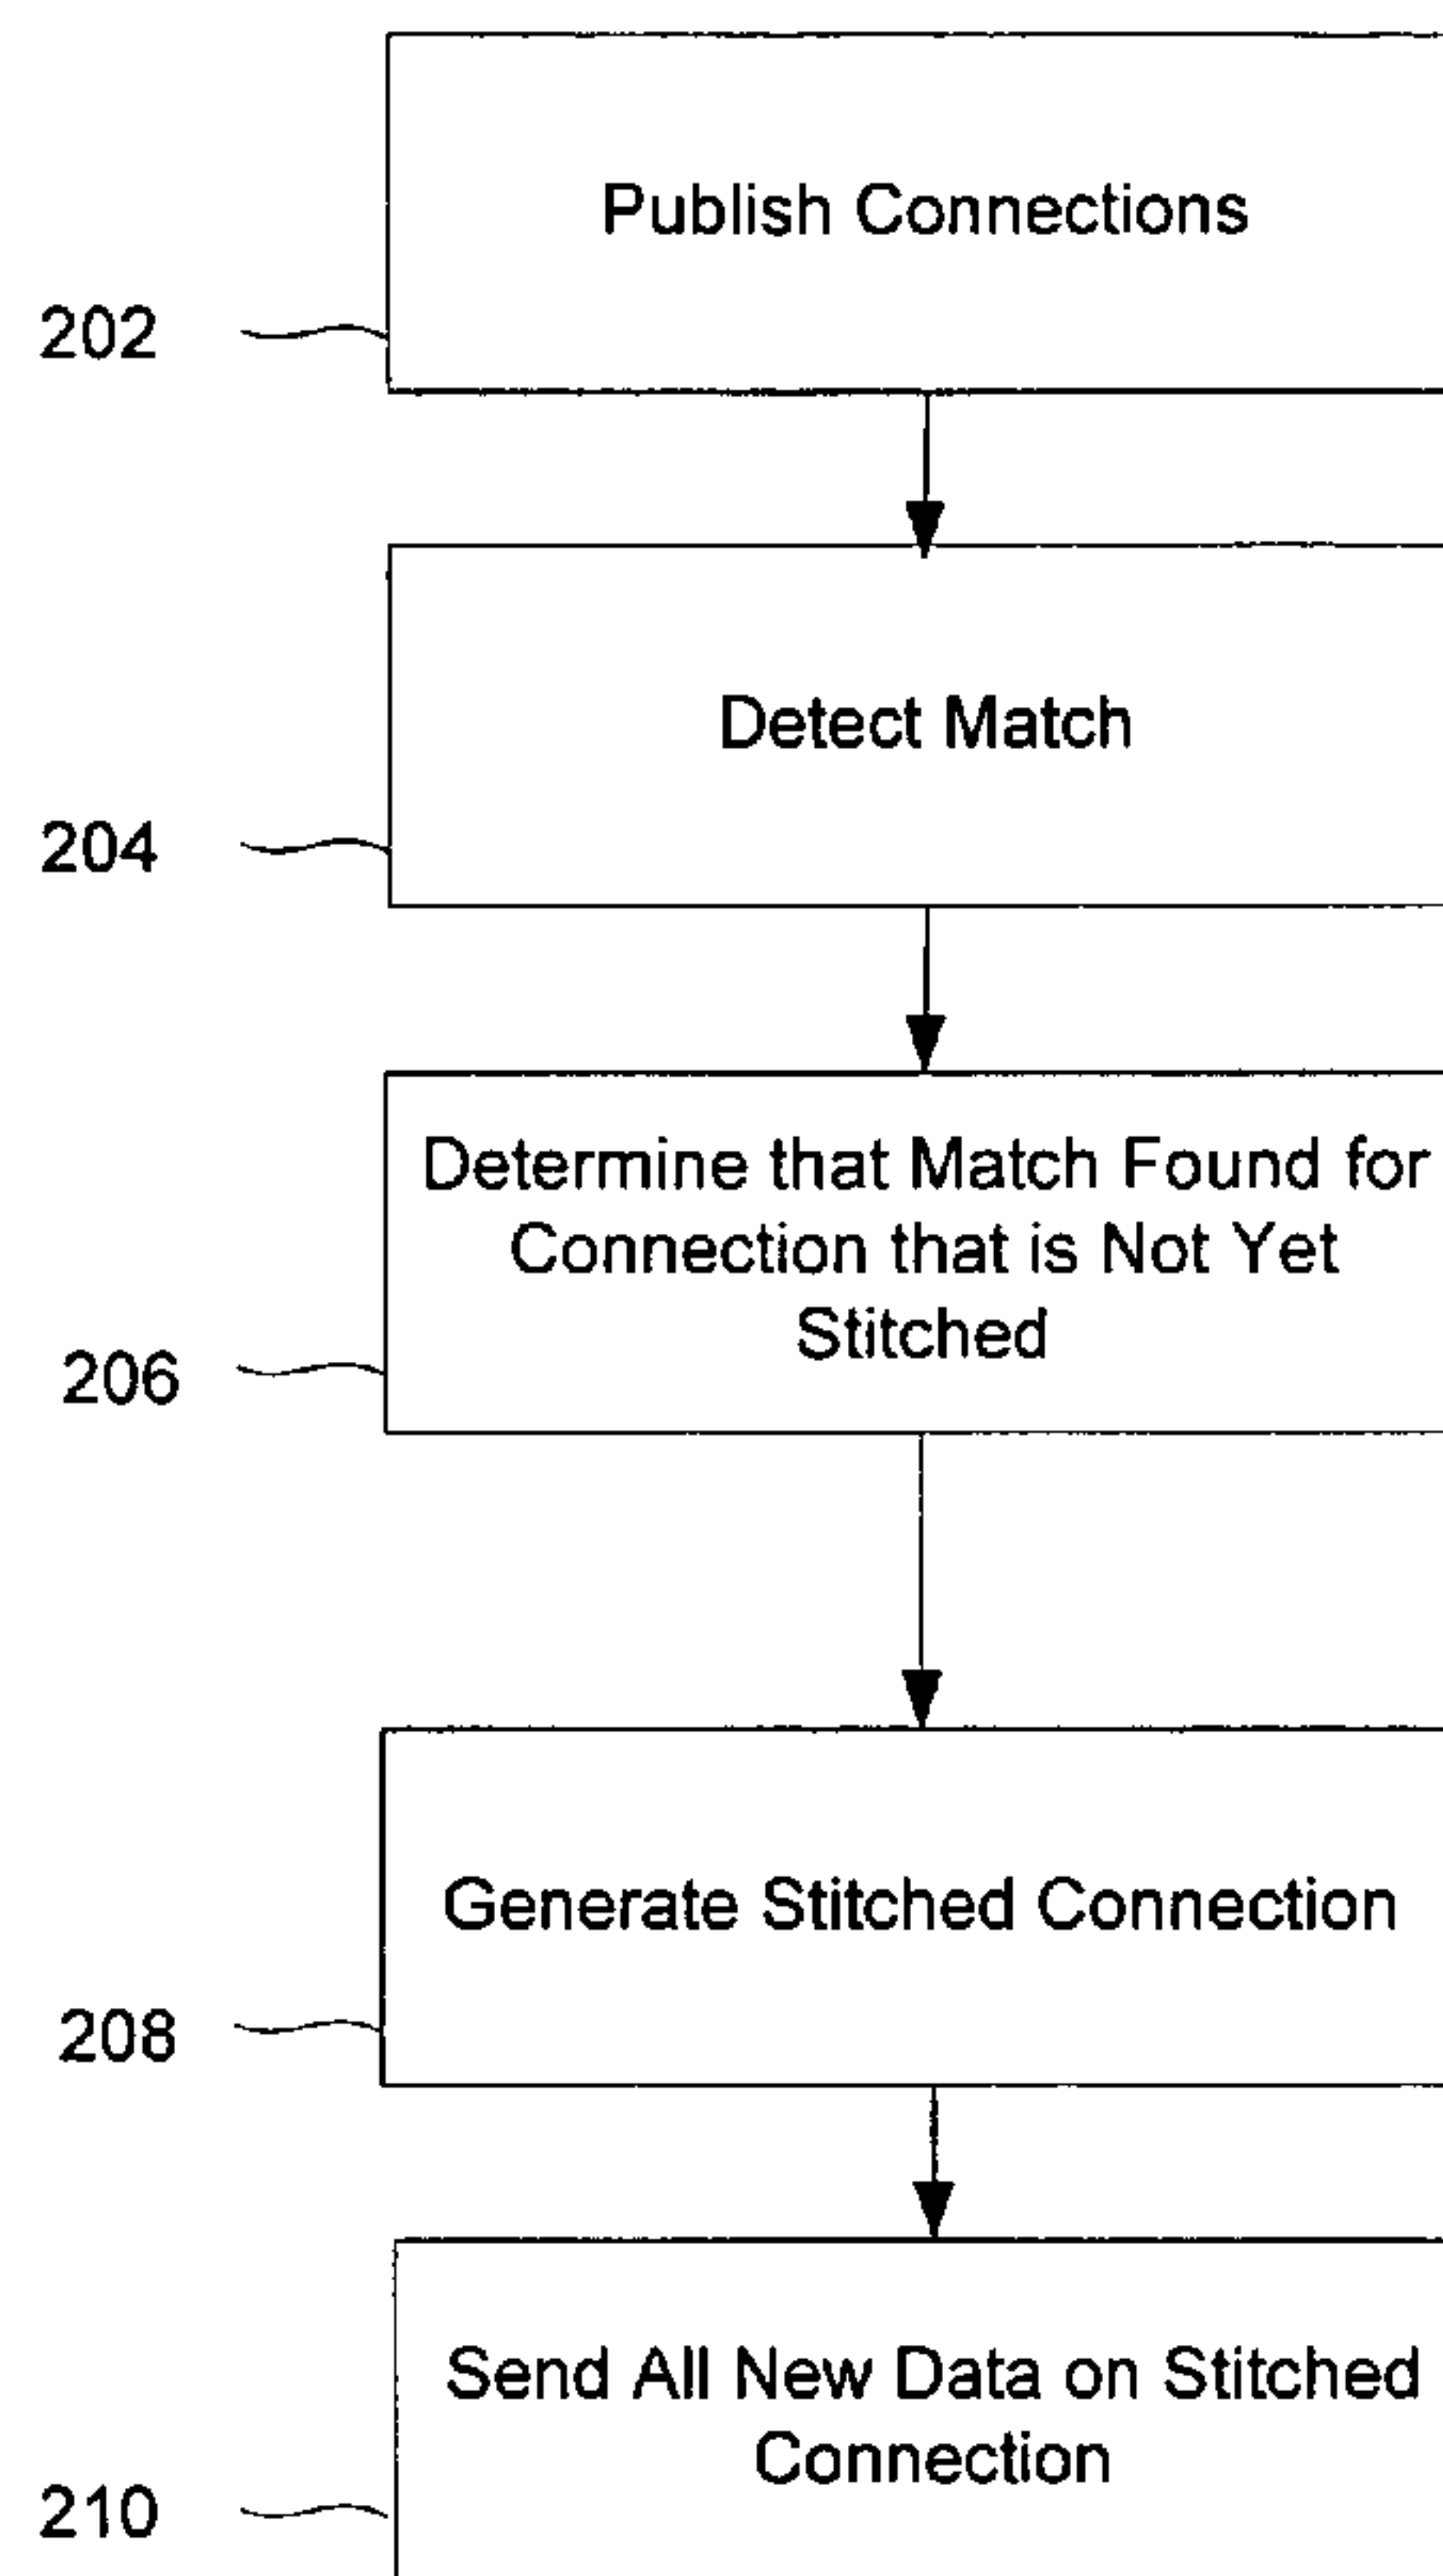 Publish Connections
202
Detect Match
204
Determine that Match Found for
Connection that is Not Yet
Stitched
206
Generate Stitched Connection
208
Send All New Data on Stitched
Connection
210